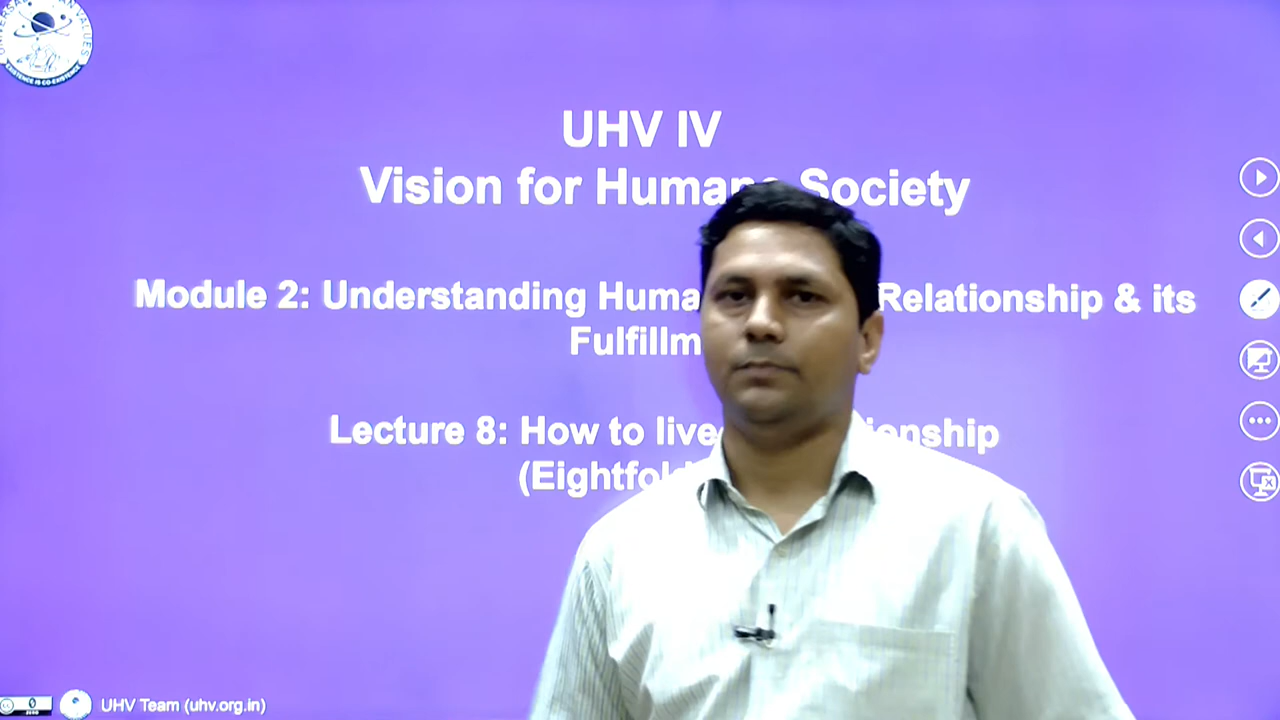 UHV IV
Vision for Humane Society
Module 2: Understanding Huma Relationship & its
Fulfillm
Lecture 8: How to live ionship
(Eightfol
UHV Team (uhv.org.in)